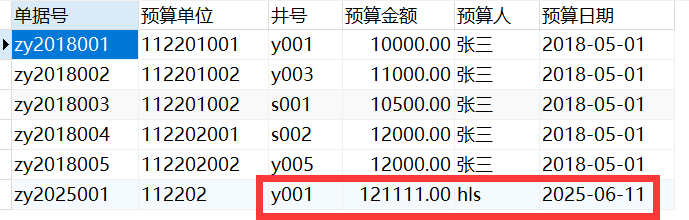 单据号 预算单位 井号 预算金额 预算人 预算日期
zy2018001 112201001 y001 10000.00 张三 2018-05-01
zy2018002 112201002 y003 11000.00 张三 2018-05-01
zy2018003 112201002 s001 10500.00 张三 2018-05-01
zy2018004 112202001 s002 12000.00 张三 2018-05-01
zy2018005 112202002 y005 12000.00 张三 2018-05-01
zy2025001 112202 y001 121111.00 hls 2025-06-11